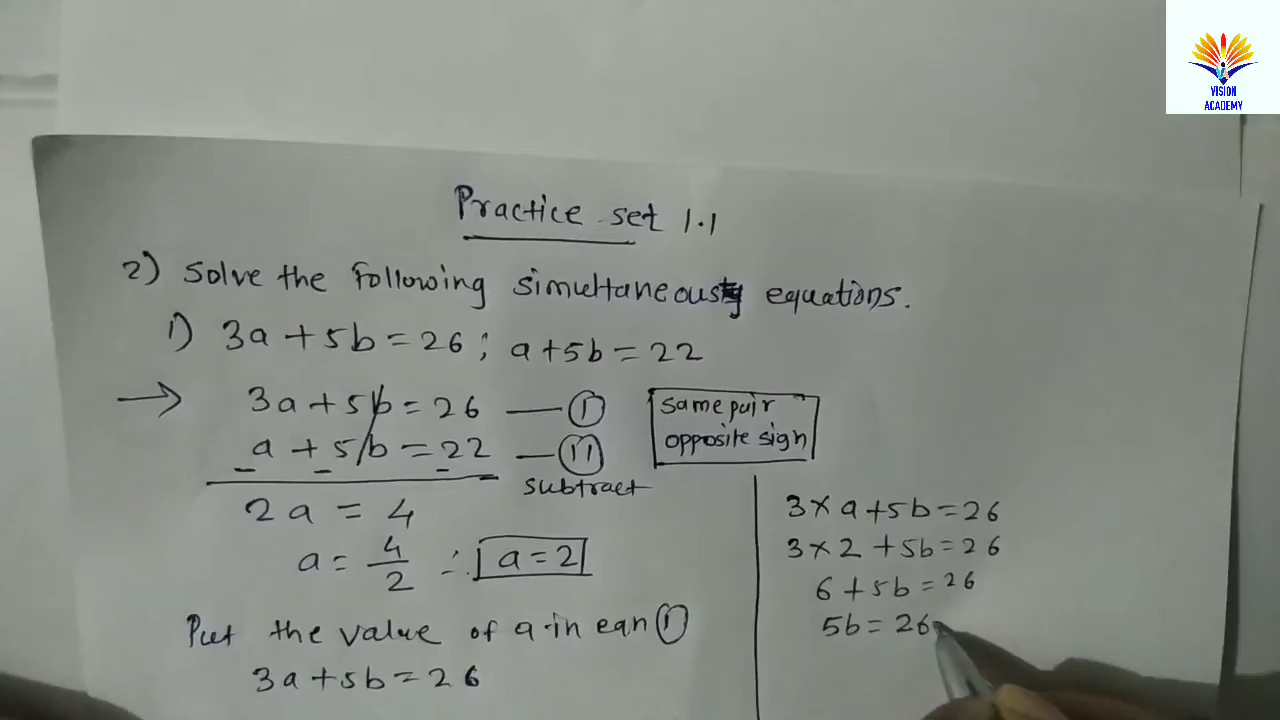 VISION
ACADEMY
Practice set 1.1
2) Solve the following simultaneous equations.
i) 3a + 5b = 26 ; a + 5b = 22
→ 3a + 5b = 26 — (I)
a + 5b = 22 — (II)
- - -
subtract
same pair
opposite sign
2a = 4
a = 4/2 ∴ a = 2
Put the value of a in eqn (I)
3a + 5b = 26
3 × a + 5b = 26
3 × 2 + 5b = 26
6 + 5b = 26
5b = 26